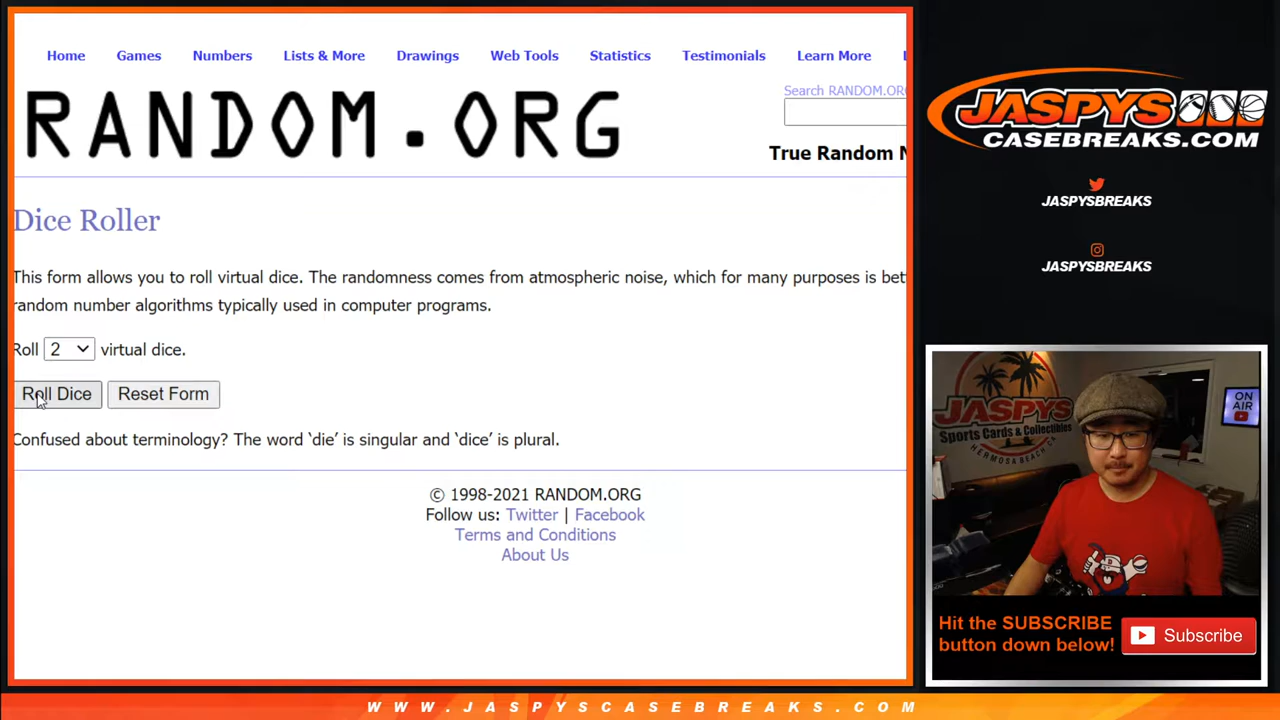 Home Games Numbers Lists & More Drawings Web Tools Statistics Testimonials Learn More
RANDOM.ORG
Search RANDOM.ORG
True Random N
Dice Roller
This form allows you to roll virtual dice. The randomness comes from atmospheric noise, which for many purposes is bet
random number algorithms typically used in computer programs.
Roll 2 virtual dice.
Roll Dice Reset Form
Confused about terminology? The word ‘die’ is singular and ‘dice’ is plural.
© 1998-2021 RANDOM.ORG
Follow us: Twitter | Facebook
Terms and Conditions
About Us
JASPYS
CASEBREAKS.COM
JASPYSBREAKS
JASPYSBREAKS
JASPYS
Sports Cards & Collectibles
HERMOSA BEACH CA
ON
AIR
Hit the SUBSCRIBE
button down below!
Subscribe
WWW.JASPYSCASEBREAKS.COM